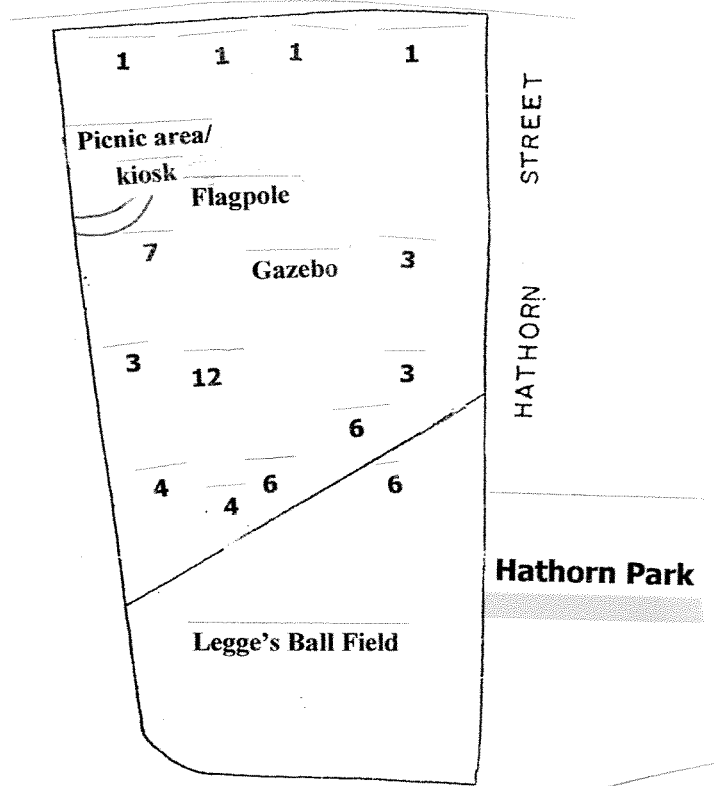 1 1 1 1
Picnic area/
kiosk
Flagpole
7
Gazebo
3
3
12
3
6
4
4
6
6
Legge's Ball Field
HATHORN STREET
Hathorn Park